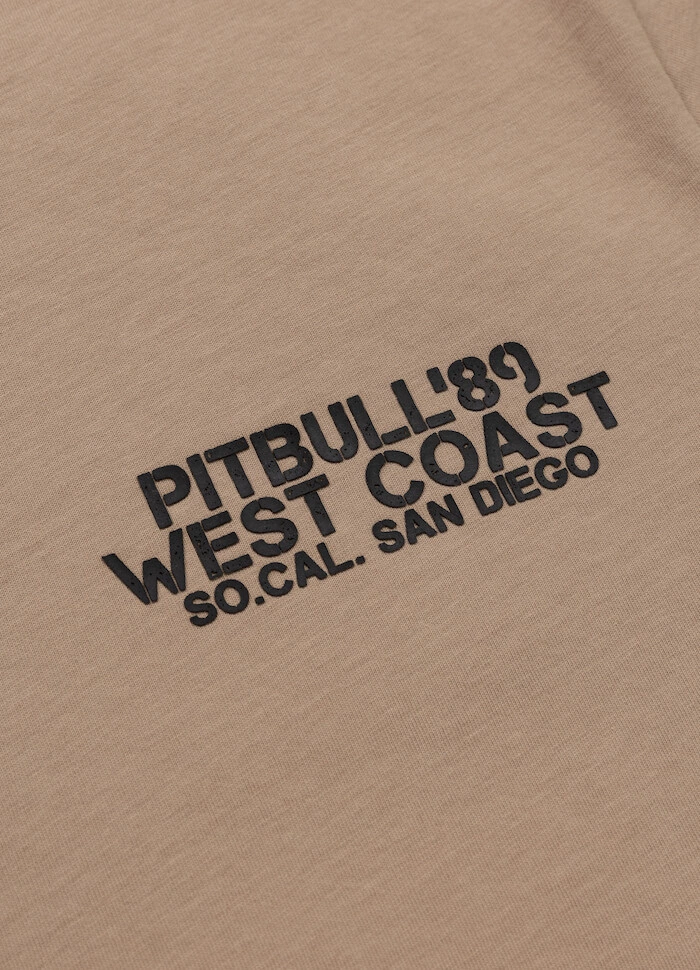 PITBULL'89
WEST COAST
SO.CAL. SAN DIEGO